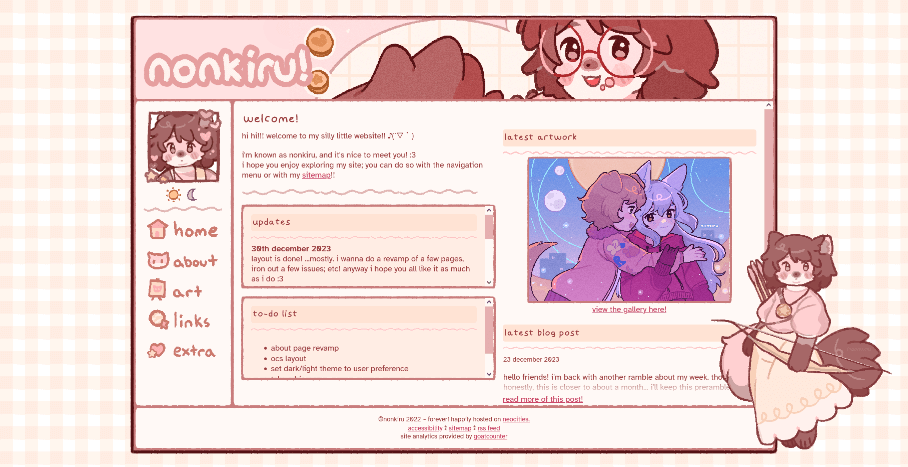 nonkiru!
home
about
art
links
extra
welcome!
hi hi!!! welcome to my silly little website!! ♪(´▽｀)
i'm known as nonkiru, and it's nice to meet you! :3
i hope you enjoy exploring my site; you can do so with the navigation
menu or with my sitemap!!
updates
30th december 2023
layout is done! ...mostly. i wanna do a revamp of a few pages,
iron out a few issues; etc! anyway i hope you all like it as much
as i do :3
to-do list
about page revamp
ocs layout
set dark/light theme to user preference
latest artwork
view the gallery here!
latest blog post
23 december 2023
hello friends! i'm back with another ramble about my week, thou
honestly, this is closer to about a month... i'll keep this preramble
read more of this post!
©nonkiru 2022 - forever! happily hosted on neocities.
accessibility ⁑ sitemap ⁑ rss feed
site analytics provided by goatcounter